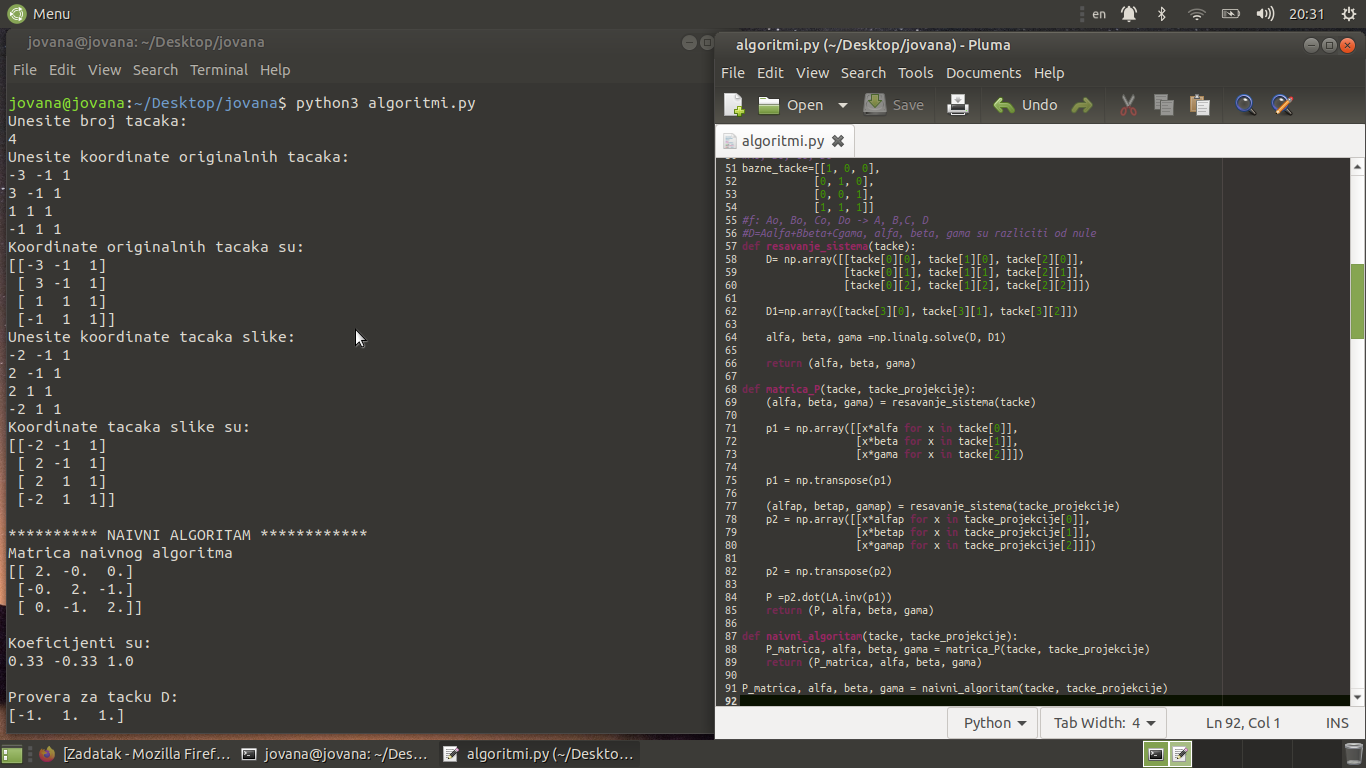 Menu
en
20:31
jovana@jovana: ~/Desktop/jovana
File Edit View Search Terminal Help
jovana@jovana:~/Desktop/jovana$ python3 algoritmi.py
Unesite broj tacaka:
4
Unesite koordinate originalnih tacaka:
-3 -1 1
3 -1 1
1 1 1
-1 1 1
Koordinate originalnih tacaka su:
[[-3 -1  1]
 [ 3 -1  1]
 [ 1  1  1]
 [-1  1  1]]
Unesite koordinate tacaka slike:
-2 -1 1
2 -1 1
2 1 1
-2 1 1
Koordinate tacaka slike su:
[[-2 -1  1]
 [ 2 -1  1]
 [ 2  1  1]
 [-2  1  1]]
********** NAIVNI ALGORITAM ************
Matrica naivnog algoritma
[[ 2. -0.  0.]
 [-0.  2. -1.]
 [ 0. -1.  2.]]
Koeficijenti su:
0.33 -0.33 1.0
Provera za tacku D:
[-1.  1.  1.]
algoritmi.py (~/Desktop/jovana) - Pluma
File Edit View Search Tools Documents Help
Open Save Undo
algoritmi.py
51 bazne_tacke=[[1, 0, 0],
52             [0, 1, 0],
53             [0, 0, 1],
54             [1, 1, 1]]
55 #f: Ao, Bo, Co, Do -> A, B,C, D
56 #D=Aalfa+Bbeta+Cgama, alfa, beta, gama su razliciti od nule
57 def resavanje_sistema(tacke):
58     D= np.array([[tacke[0][0], tacke[1][0], tacke[2][0]],
59                  [tacke[0][1], tacke[1][1], tacke[2][1]],
60                  [tacke[0][2], tacke[1][2], tacke[2][2]]])
61
62     D1=np.array([tacke[3][0], tacke[3][1], tacke[3][2]])
63
64     alfa, beta, gama =np.linalg.solve(D, D1)
65
66     return (alfa, beta, gama)
67
68 def matrica_P(tacke, tacke_projekcije):
69     (alfa, beta, gama) = resavanje_sistema(tacke)
70
71     p1 = np.array([[x*alfa for x in tacke[0]],
72                    [x*beta for x in tacke[1]],
73                    [x*gama for x in tacke[2]]])
74
75     p1 = np.transpose(p1)
76
77     (alfap, betap, gamap) = resavanje_sistema(tacke_projekcije)
78     p2 = np.array([[x*alfap for x in tacke_projekcije[0]],
79                    [x*betap for x in tacke_projekcije[1]],
80                    [x*gamap for x in tacke_projekcije[2]]])
81
82     p2 = np.transpose(p2)
83
84     P =p2.dot(LA.inv(p1))
85     return (P, alfa, beta, gama)
86
87 def naivni_algoritam(tacke, tacke_projekcije):
88     P_matrica, alfa, beta, gama = matrica_P(tacke, tacke_projekcije)
89     return (P_matrica, alfa, beta, gama)
90
91 P_matrica, alfa, beta, gama = naivni_algoritam(tacke, tacke_projekcije)
92
Python Tab Width: 4 Ln 92, Col 1 INS
[Zadatak - Mozilla Firef... jovana@jovana: ~/Des... algoritmi.py (~/Deskto...